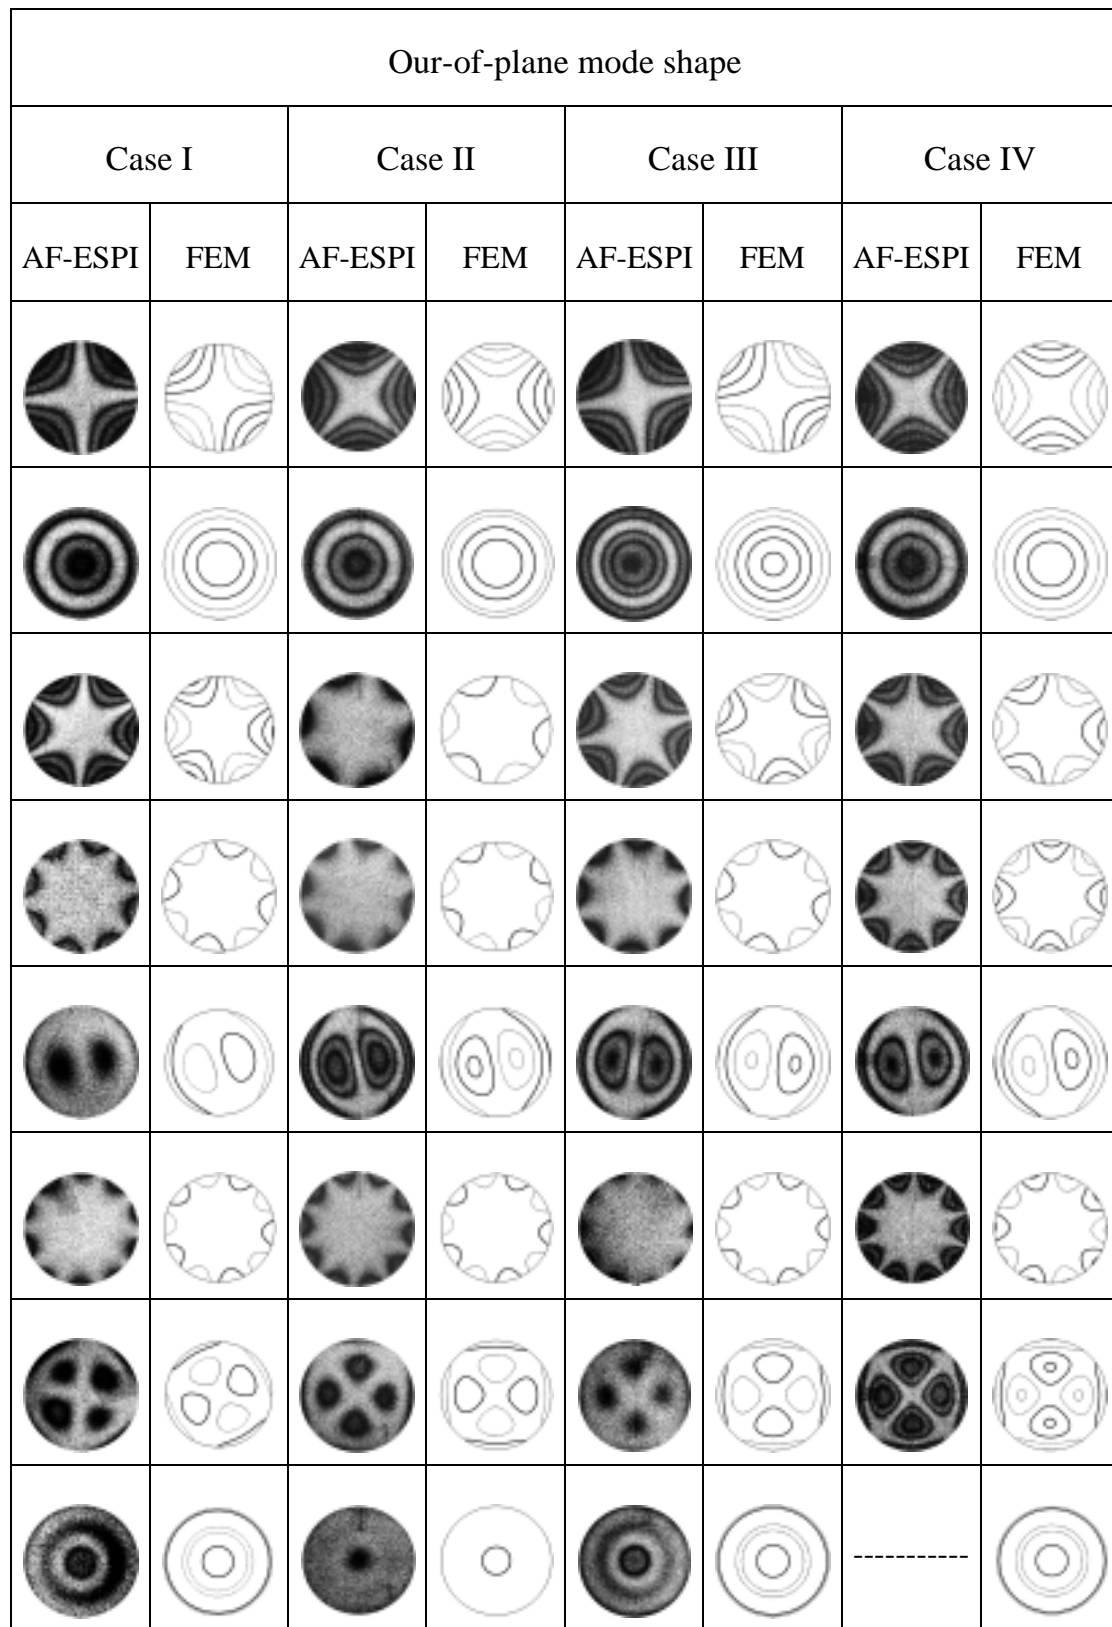 Our-of-plane mode shape
Case I Case II Case III Case IV
AF-ESPI FEM AF-ESPI FEM AF-ESPI FEM AF-ESPI FEM
-----------